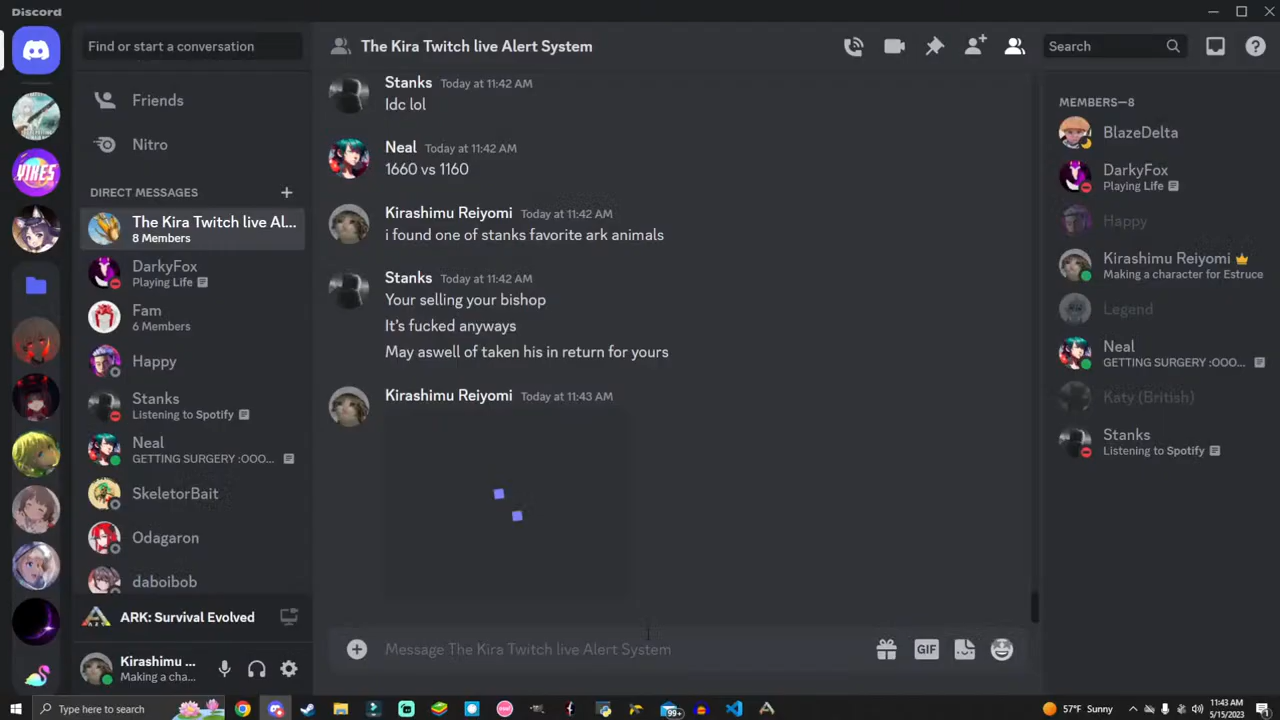 Discord
Find or start a conversation
The Kira Twitch live Alert System
Search
Friends
Nitro
DIRECT MESSAGES
The Kira Twitch live Al...
8 Members
DarkyFox
Playing Life
Fam
6 Members
Happy
Stanks
Listening to Spotify
Neal
GETTING SURGERY :OOO...
SkeletorBait
Odagaron
daboibob
ARK: Survival Evolved
Kirashimu ...
Making a cha...
Stanks Today at 11:42 AM
Idc lol
Neal Today at 11:42 AM
1660 vs 1160
Kirashimu Reiyomi Today at 11:42 AM
i found one of stanks favorite ark animals
Stanks Today at 11:42 AM
Your selling your bishop
It's fucked anyways
May aswell of taken his in return for yours
Kirashimu Reiyomi Today at 11:43 AM
Message The Kira Twitch live Alert System
GIF
MEMBERS—8
BlazeDelta
DarkyFox
Playing Life
Happy
Kirashimu Reiyomi
Making a character for Estruce
Legend
Neal
GETTING SURGERY :OOO...
Katy (British)
Stanks
Listening to Spotify
YIKES
Type here to search
99+
57°F Sunny
11:43 AM
5/15/2023